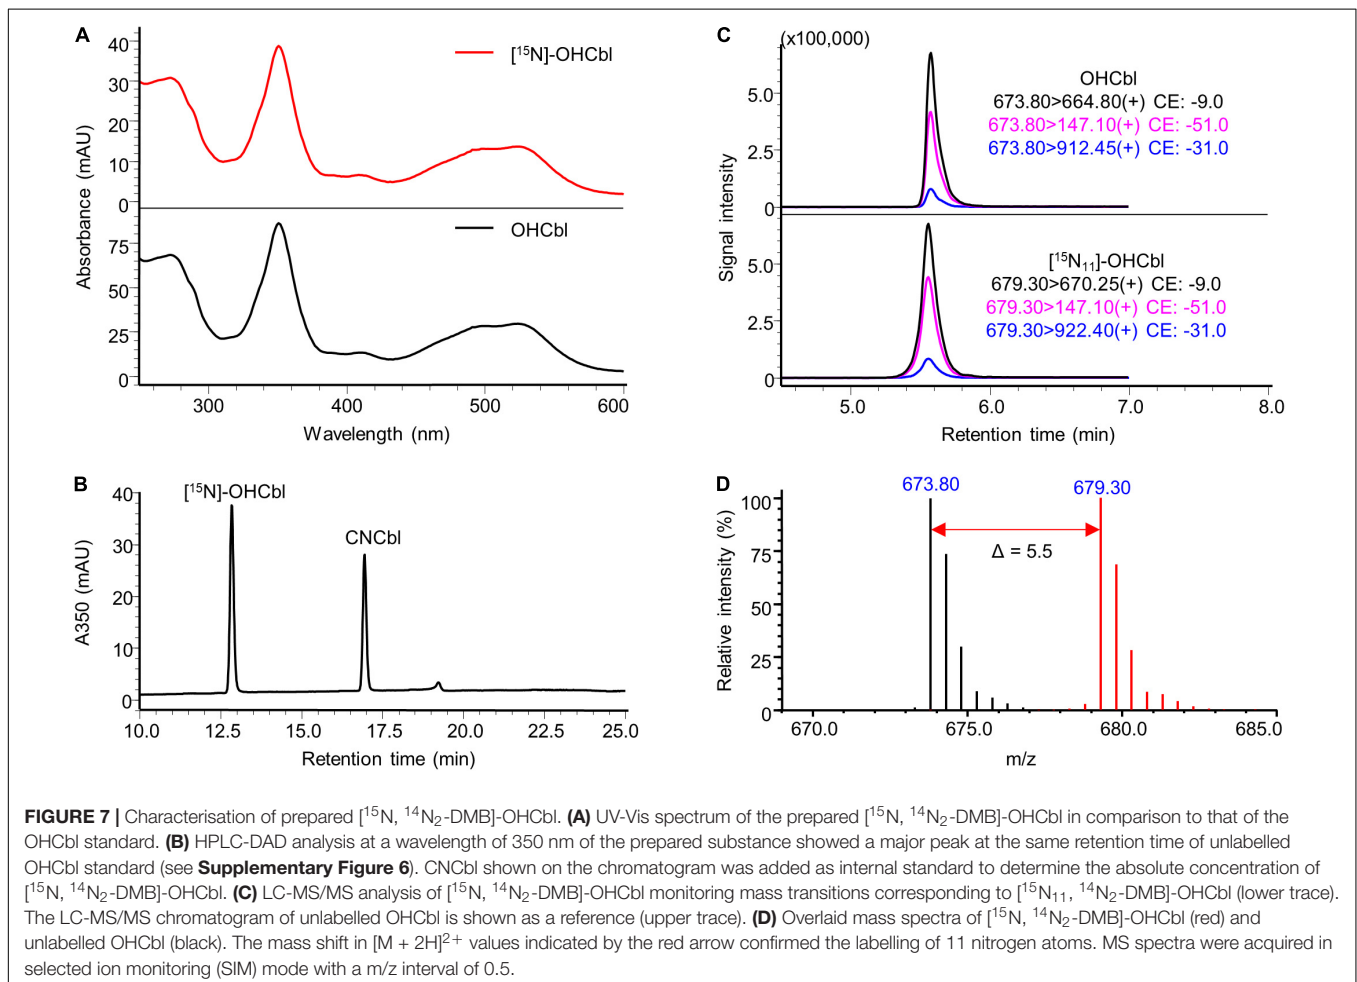 A
40
30
20
10
0
[¹⁵N]-OHCbl
75
50
25
0
OHCbl
Absorbance (mAU)
300 400 500 600
Wavelength (nm)
C
(x100,000)
5.0
2.5
0
OHCbl
673.80>664.80(+) CE: -9.0
673.80>147.10(+) CE: -51.0
673.80>912.45(+) CE: -31.0
5.0
2.5
0
[¹⁵N₁₁]-OHCbl
679.30>670.25(+) CE: -9.0
679.30>147.10(+) CE: -51.0
679.30>922.40(+) CE: -31.0
Signal intensity
5.0 6.0 7.0 8.0
Retention time (min)
B
40
30
20
10
0
[¹⁵N]-OHCbl
CNCbl
A350 (mAU)
10.0 12.5 15.0 17.5 20.0 22.5 25.0
Retention time (min)
D
100
75
50
25
0
673.80
679.30
Δ = 5.5
Relative intensity (%)
670.0 675.0 680.0 685.0
m/z
FIGURE 7 | Characterisation of prepared [¹⁵N, ¹⁴N₂-DMB]-OHCbl. (A) UV-Vis spectrum of the prepared [¹⁵N, ¹⁴N₂-DMB]-OHCbl in comparison to that of the
OHCbl standard. (B) HPLC-DAD analysis at a wavelength of 350 nm of the prepared substance showed a major peak at the same retention time of unlabelled
OHCbl standard (see Supplementary Figure 6). CNCbl shown on the chromatogram was added as internal standard to determine the absolute concentration of
[¹⁵N, ¹⁴N₂-DMB]-OHCbl. (C) LC-MS/MS analysis of [¹⁵N, ¹⁴N₂-DMB]-OHCbl monitoring mass transitions corresponding to [¹⁵N₁₁, ¹⁴N₂-DMB]-OHCbl (lower trace).
The LC-MS/MS chromatogram of unlabelled OHCbl is shown as a reference (upper trace). (D) Overlaid mass spectra of [¹⁵N, ¹⁴N₂-DMB]-OHCbl (red) and
unlabelled OHCbl (black). The mass shift in [M + 2H]²⁺ values indicated by the red arrow confirmed the labelling of 11 nitrogen atoms. MS spectra were acquired in
selected ion monitoring (SIM) mode with a m/z interval of 0.5.